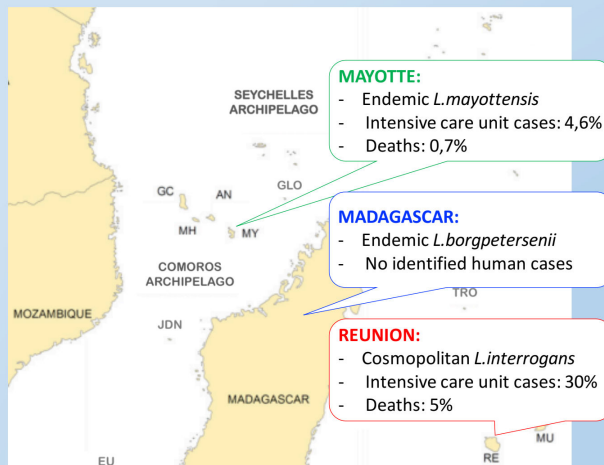 MAYOTTE:
- Endemic L.mayottensis
- Intensive care unit cases: 4,6%
- Deaths: 0,7%
SEYCHELLES
ARCHIPELAGO
GC
AN
GLO
MH
MY
COMOROS
ARCHIPELAGO
MADAGASCAR:
- Endemic L.borgpetersenii
- No identified human cases
TRO
MOZAMBIQUE
JDN
REUNION:
- Cosmopolitan L.interrogans
- Intensive care unit cases: 30%
- Deaths: 5%
MADAGASCAR
MU
RE
EU